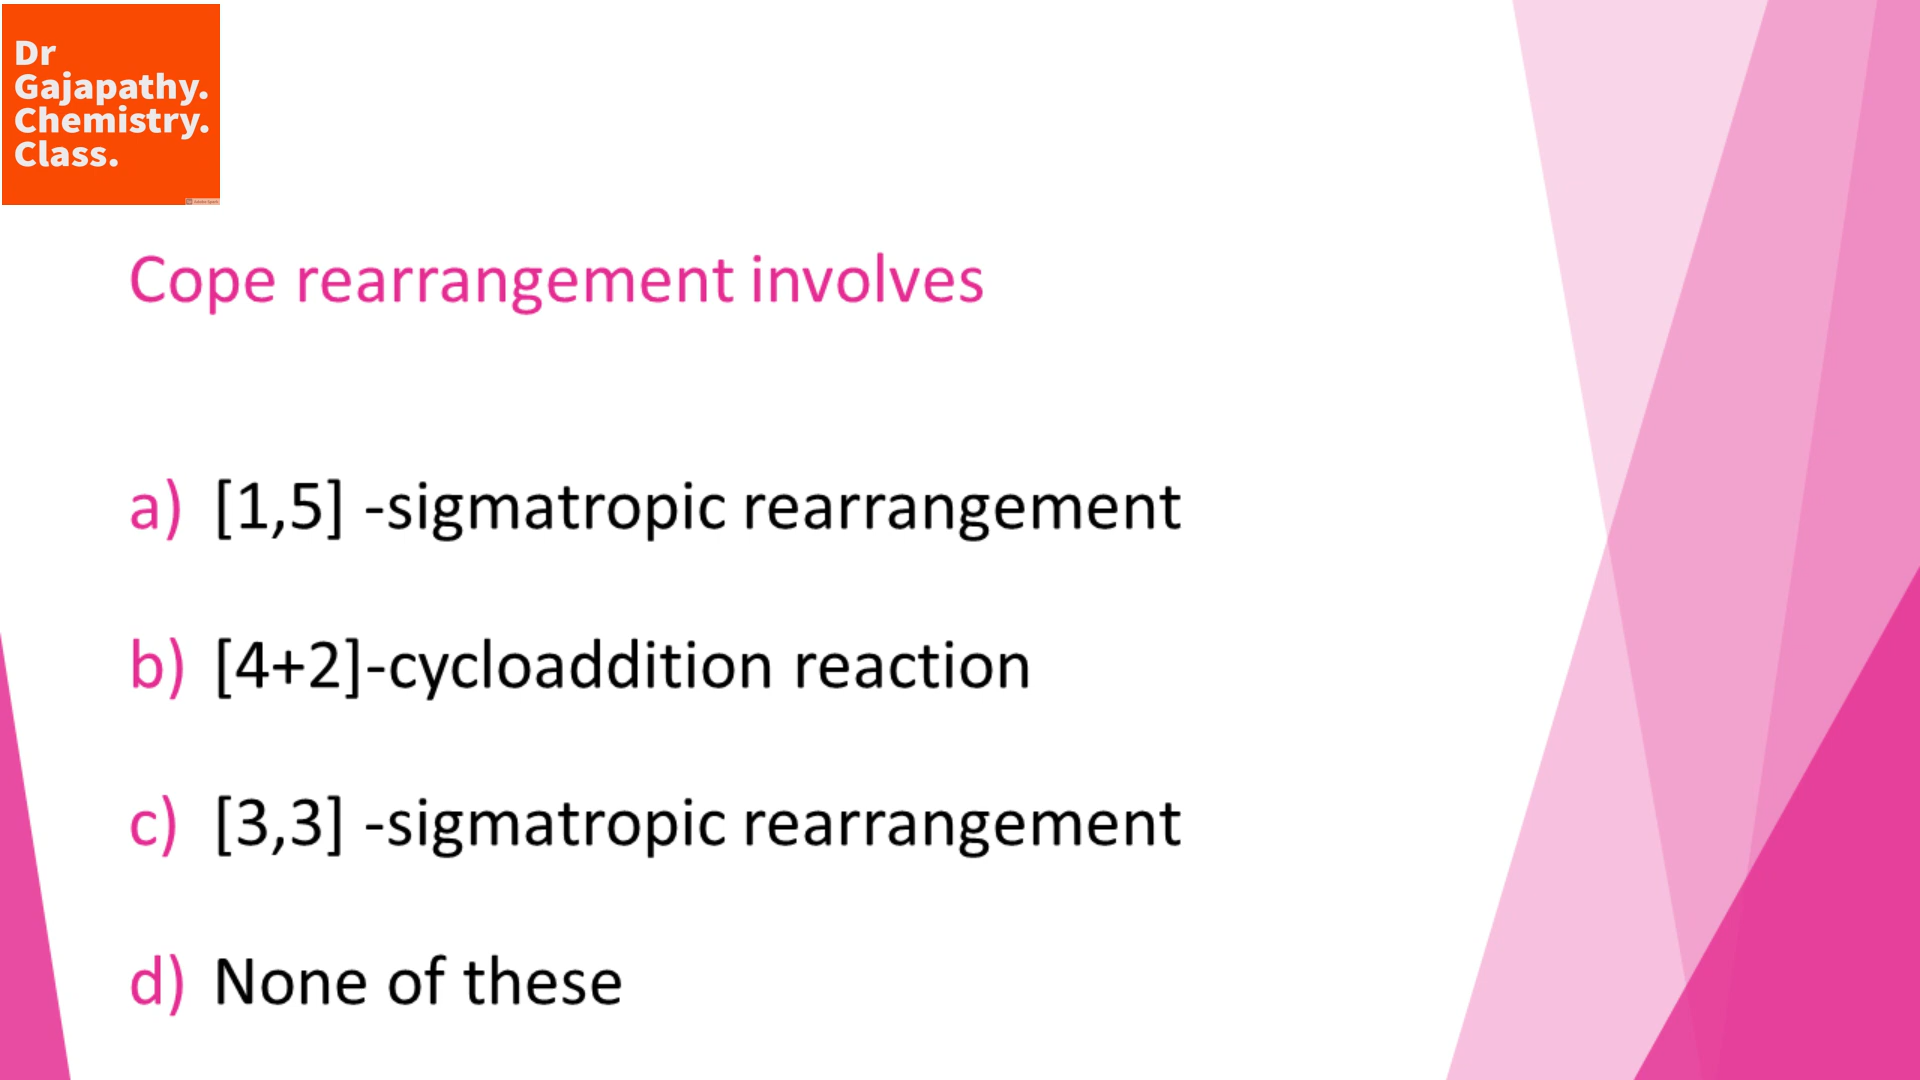 Dr
Gajapathy.
Chemistry.
Class.
Cope rearrangement involves
a) [1,5] -sigmatropic rearrangement
b) [4+2]-cycloaddition reaction
c) [3,3] -sigmatropic rearrangement
d) None of these